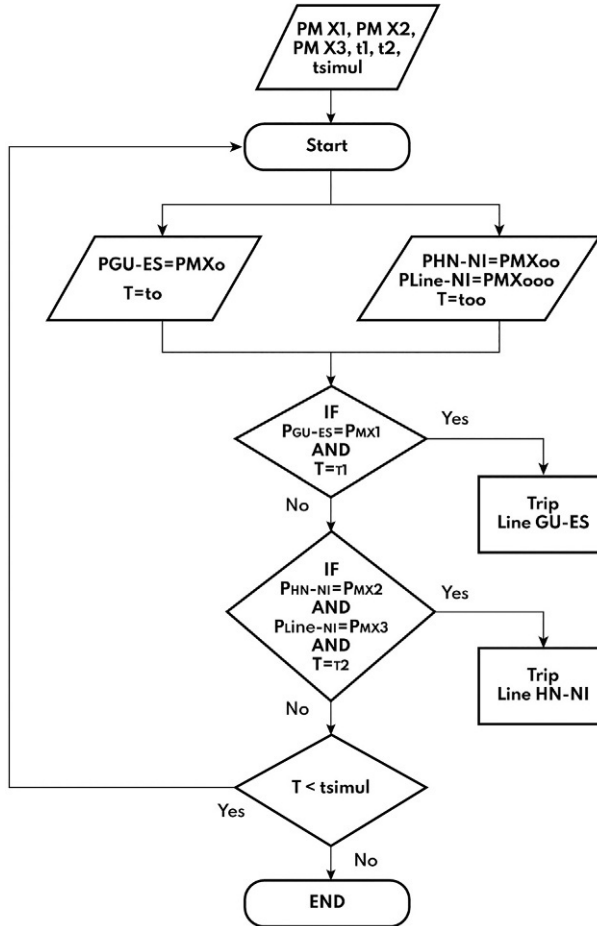 PM X1, PM X2,
PM X3, t1, t2,
tsimul
Start
PGU-ES=PMXo
T=to
PHN-NI=PMXoo
PLine-NI=PMXooo
T=too
IF
PGU-ES=PMX1
AND
T=T1
Yes
Trip
Line GU-ES
No
IF
PHN-NI=PMX2
AND
PLine-NI=PMX3
AND
T=T2
Yes
Trip
Line HN-NI
No
T < tsimul
Yes
No
END